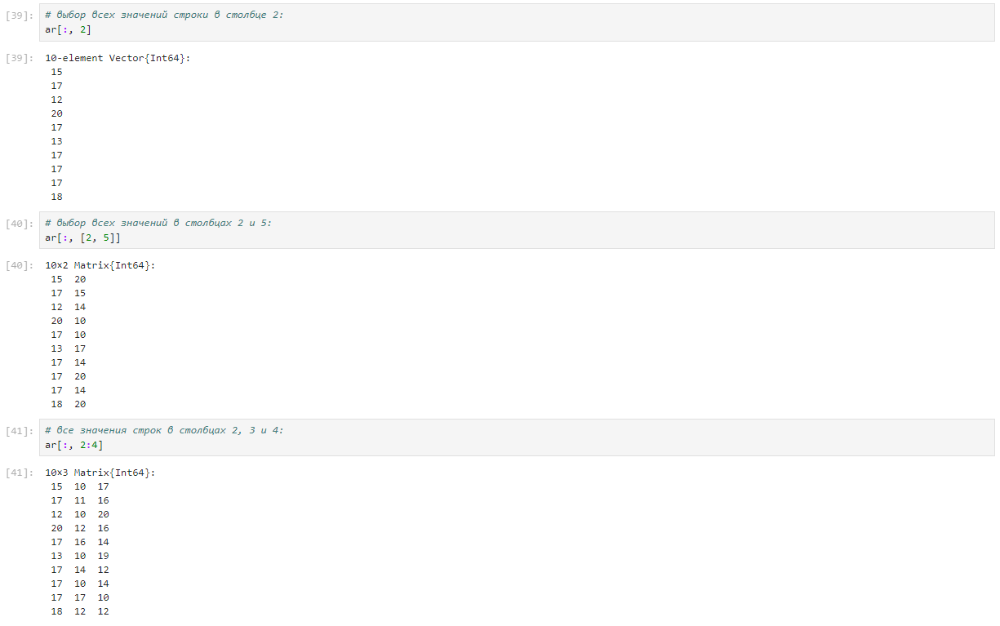 [39]: # выбор всех значений строки в столбце 2:
ar[:, 2]
[39]: 10-element Vector{Int64}:
15
17
12
20
17
13
17
17
17
18
[40]: # выбор всех значений в столбцах 2 и 5:
ar[:, [2, 5]]
[40]: 10×2 Matrix{Int64}:
15 20
17 15
12 14
20 10
17 10
13 17
17 14
17 20
17 14
18 20
[41]: # все значения строк в столбцах 2, 3 и 4:
ar[:, 2:4]
[41]: 10×3 Matrix{Int64}:
15 10 17
17 11 16
12 10 20
20 12 16
17 16 14
13 10 19
17 14 12
17 10 14
17 17 10
18 12 12